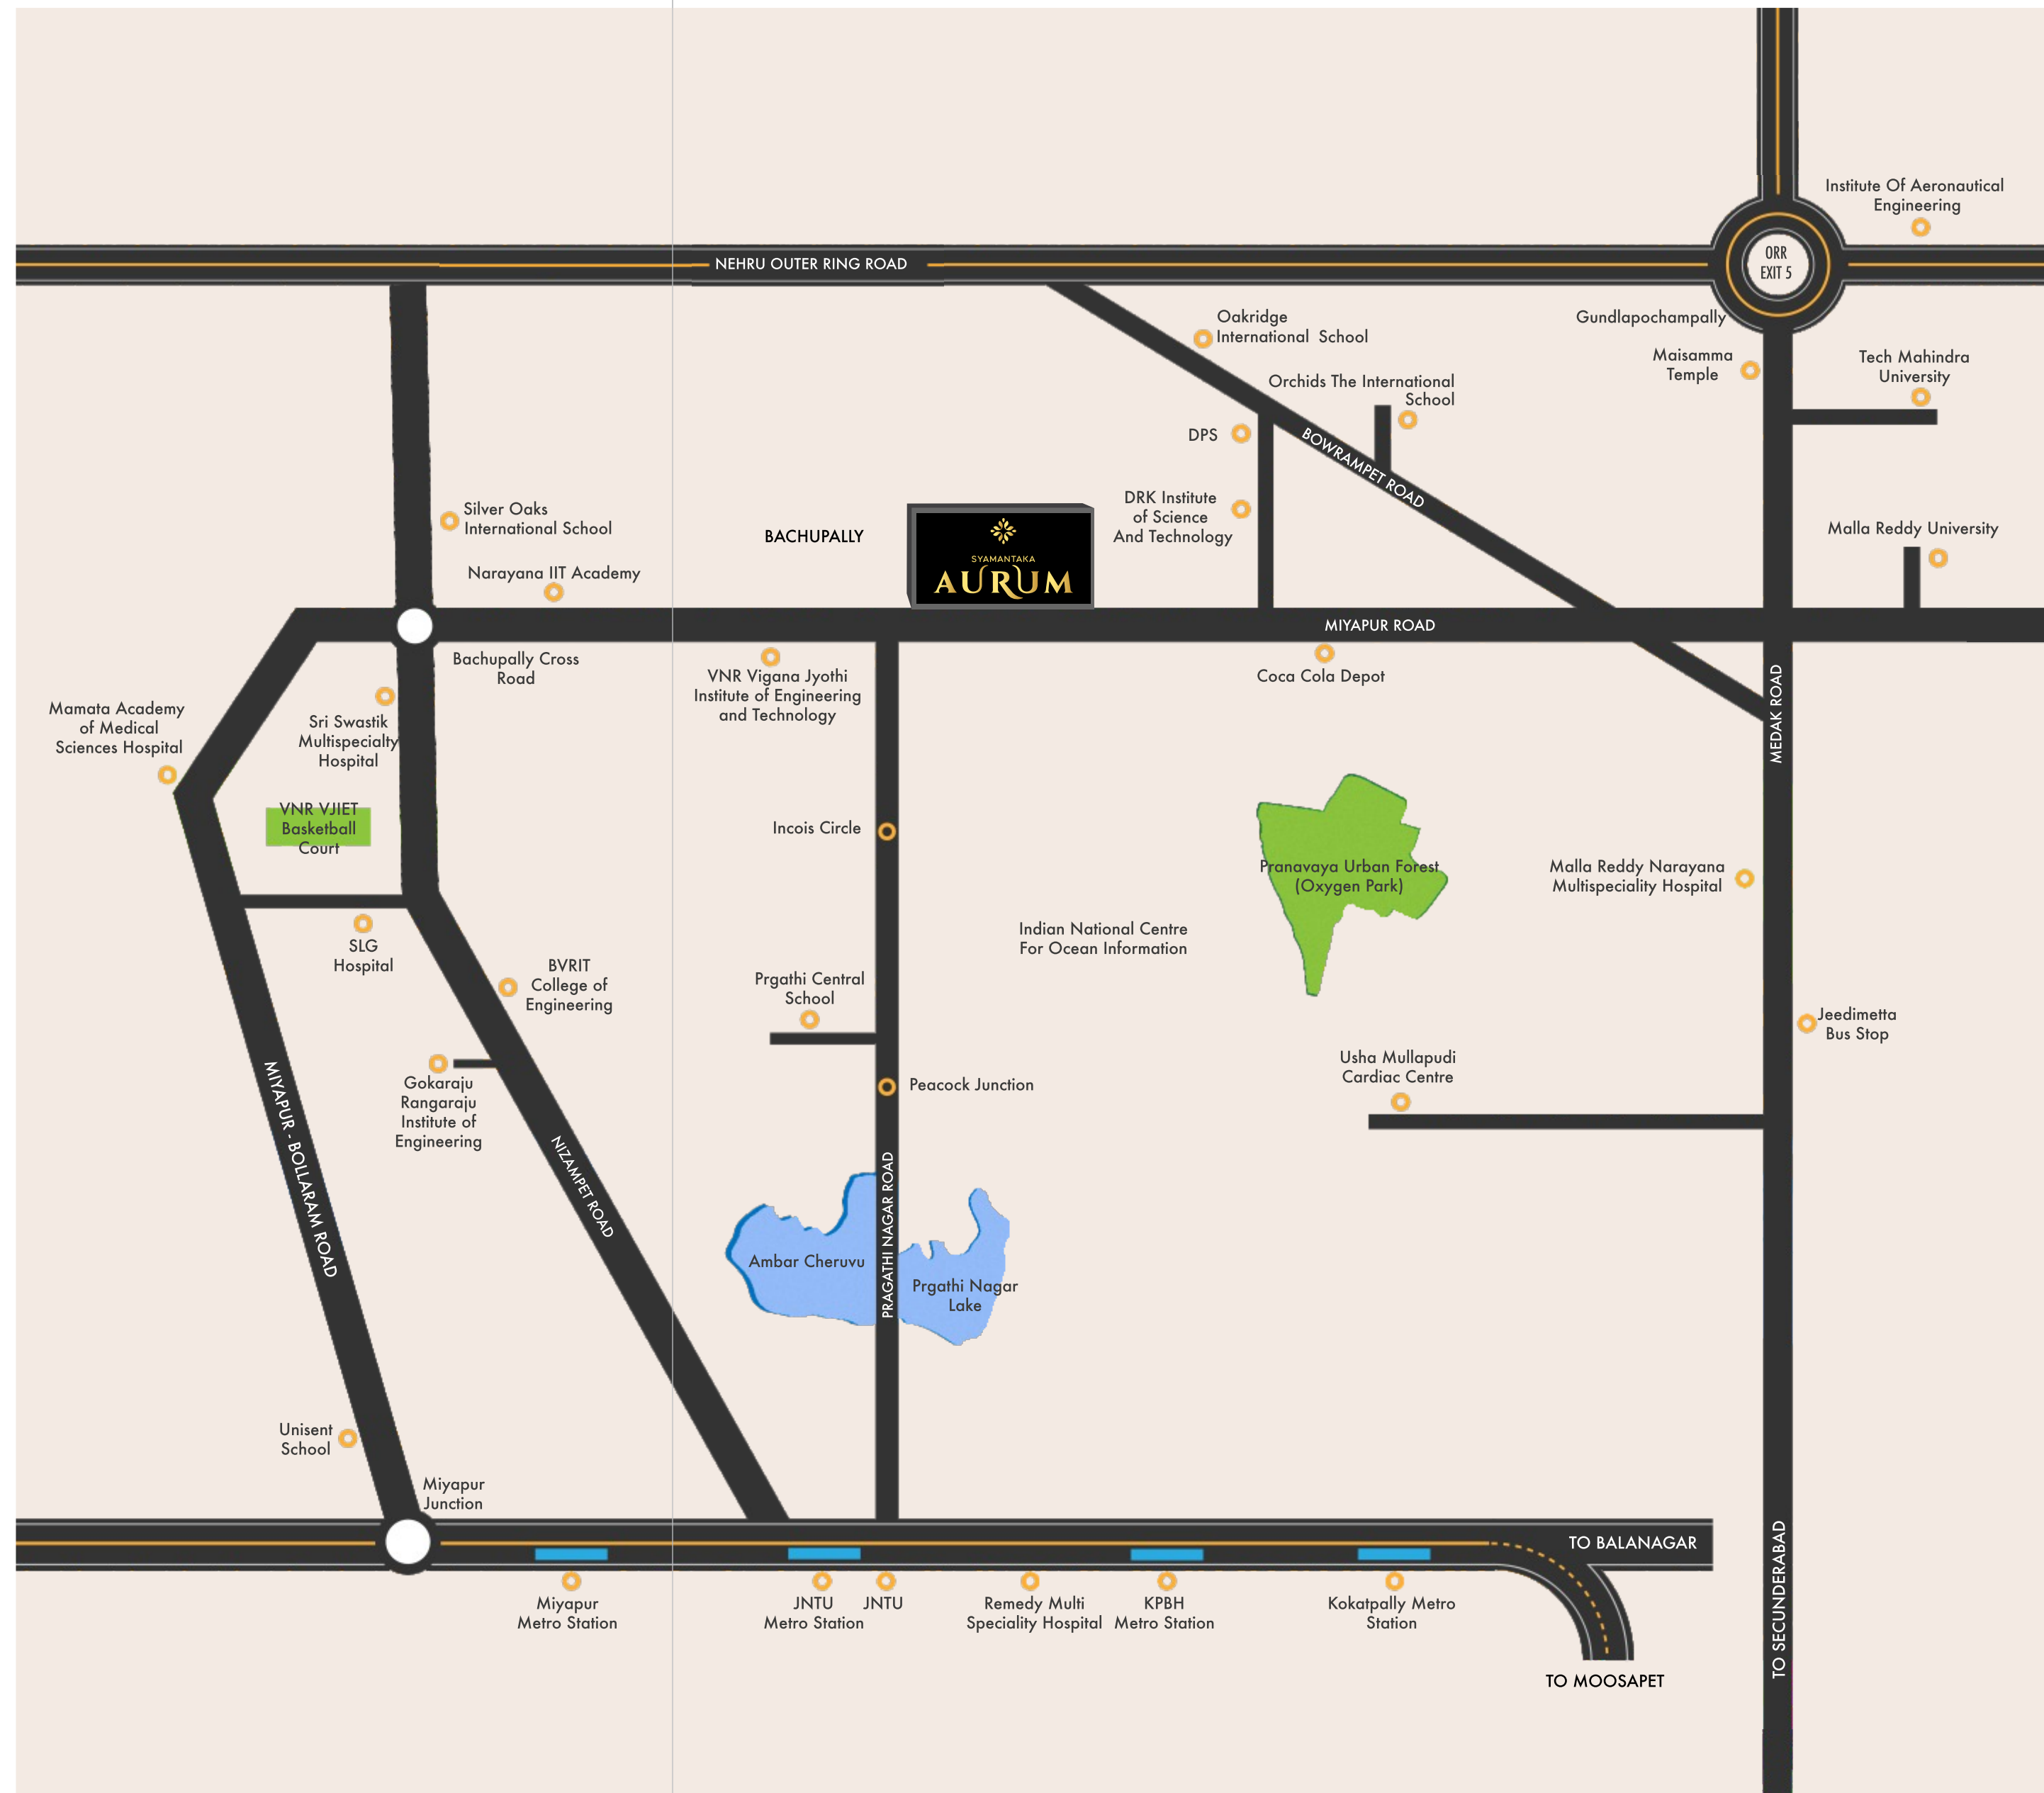 Institute Of Aeronautical
Engineering
NEHRU OUTER RING ROAD
ORR
EXIT 5
Oakridge
International School
Gundlapochampally
Maisamma
Temple
Tech Mahindra
University
Orchids The International
School
DPS
BOWRAMPET ROAD
DRK Institute
of Science
And Technology
Silver Oaks
International School
BACHUPALLY
SYAMANTAKA
AURUM
Malla Reddy University
Narayana IIT Academy
MIYAPUR ROAD
Bachupally Cross
Road
VNR Vigana Jyothi
Institute of Engineering
and Technology
Coca Cola Depot
MEDAK ROAD
Mamata Academy
of Medical
Sciences Hospital
Sri Swastik
Multispecialty
Hospital
VNR VJIET
Basketball
Court
Incois Circle
Pranavaya Urban Forest
(Oxygen Park)
Malla Reddy Narayana
Multispeciality Hospital
Indian National Centre
For Ocean Information
SLG
Hospital
BVRIT
College of
Engineering
Prgathi Central
School
Jeedimetta
Bus Stop
Usha Mullapudi
Cardiac Centre
Gokaraju
Rangaraju
Institute of
Engineering
Peacock Junction
MIYAPUR - BOLLARAM ROAD
NIZAMPET ROAD
PRAGATHI NAGAR ROAD
Ambar Cheruvu
Prgathi Nagar
Lake
Unisent
School
Miyapur
Junction
TO BALANAGAR
TO SECUNDERABAD
Miyapur
Metro Station
JNTU
Metro Station
JNTU
Remedy Multi
Speciality Hospital
KPBH
Metro Station
Kokatpally Metro
Station
TO MOOSAPET